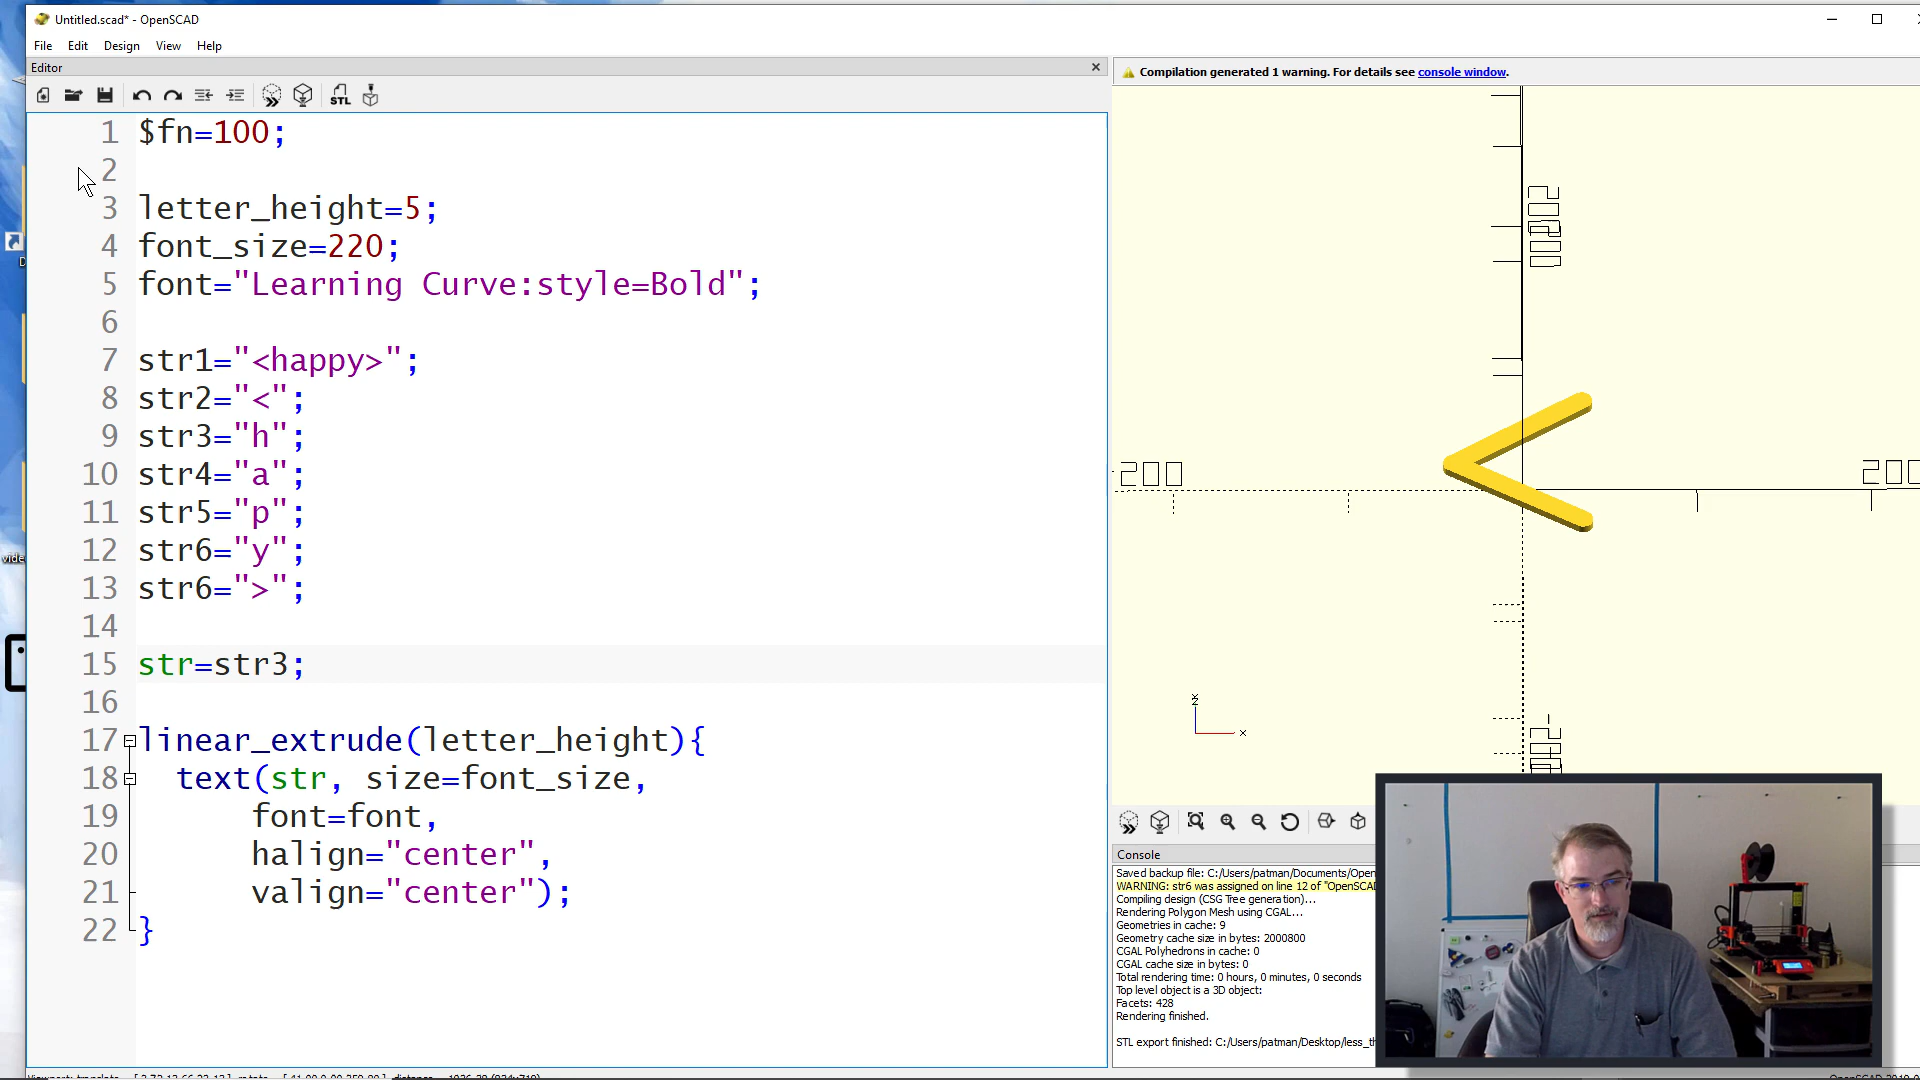 Untitled.scad* - OpenSCAD
File Edit Design View Help
Editor
STL
1 $fn=100;
2
3 letter_height=5;
4 font_size=220;
5 font="Learning Curve:style=Bold";
6
7 str1="<happy>";
8 str2="<";
9 str3="h";
10 str4="a";
11 str5="p";
12 str6="y";
13 str6=">";
14
15 str=str3;
16
17 linear_extrude(letter_height){
18 text(str, size=font_size,
19 font=font,
20 halign="center",
21 valign="center");
22 }
Compilation generated 1 warning. For details see console window.
200
200
z
x
Console
Saved backup file: C:/Users/patman/Documents/Open
WARNING: str6 was assigned on line 12 of "OpenSCAD
Compiling design (CSG Tree generation)...
Rendering Polygon Mesh using CGAL...
Geometries in cache: 9
Geometry cache size in bytes: 2000800
CGAL Polyhedrons in cache: 0
CGAL cache size in bytes: 0
Total rendering time: 0 hours, 0 minutes, 0 seconds
Top level object is a 3D object:
Facets: 428
Rendering finished.
STL export finished: C:/Users/patman/Desktop/less_th